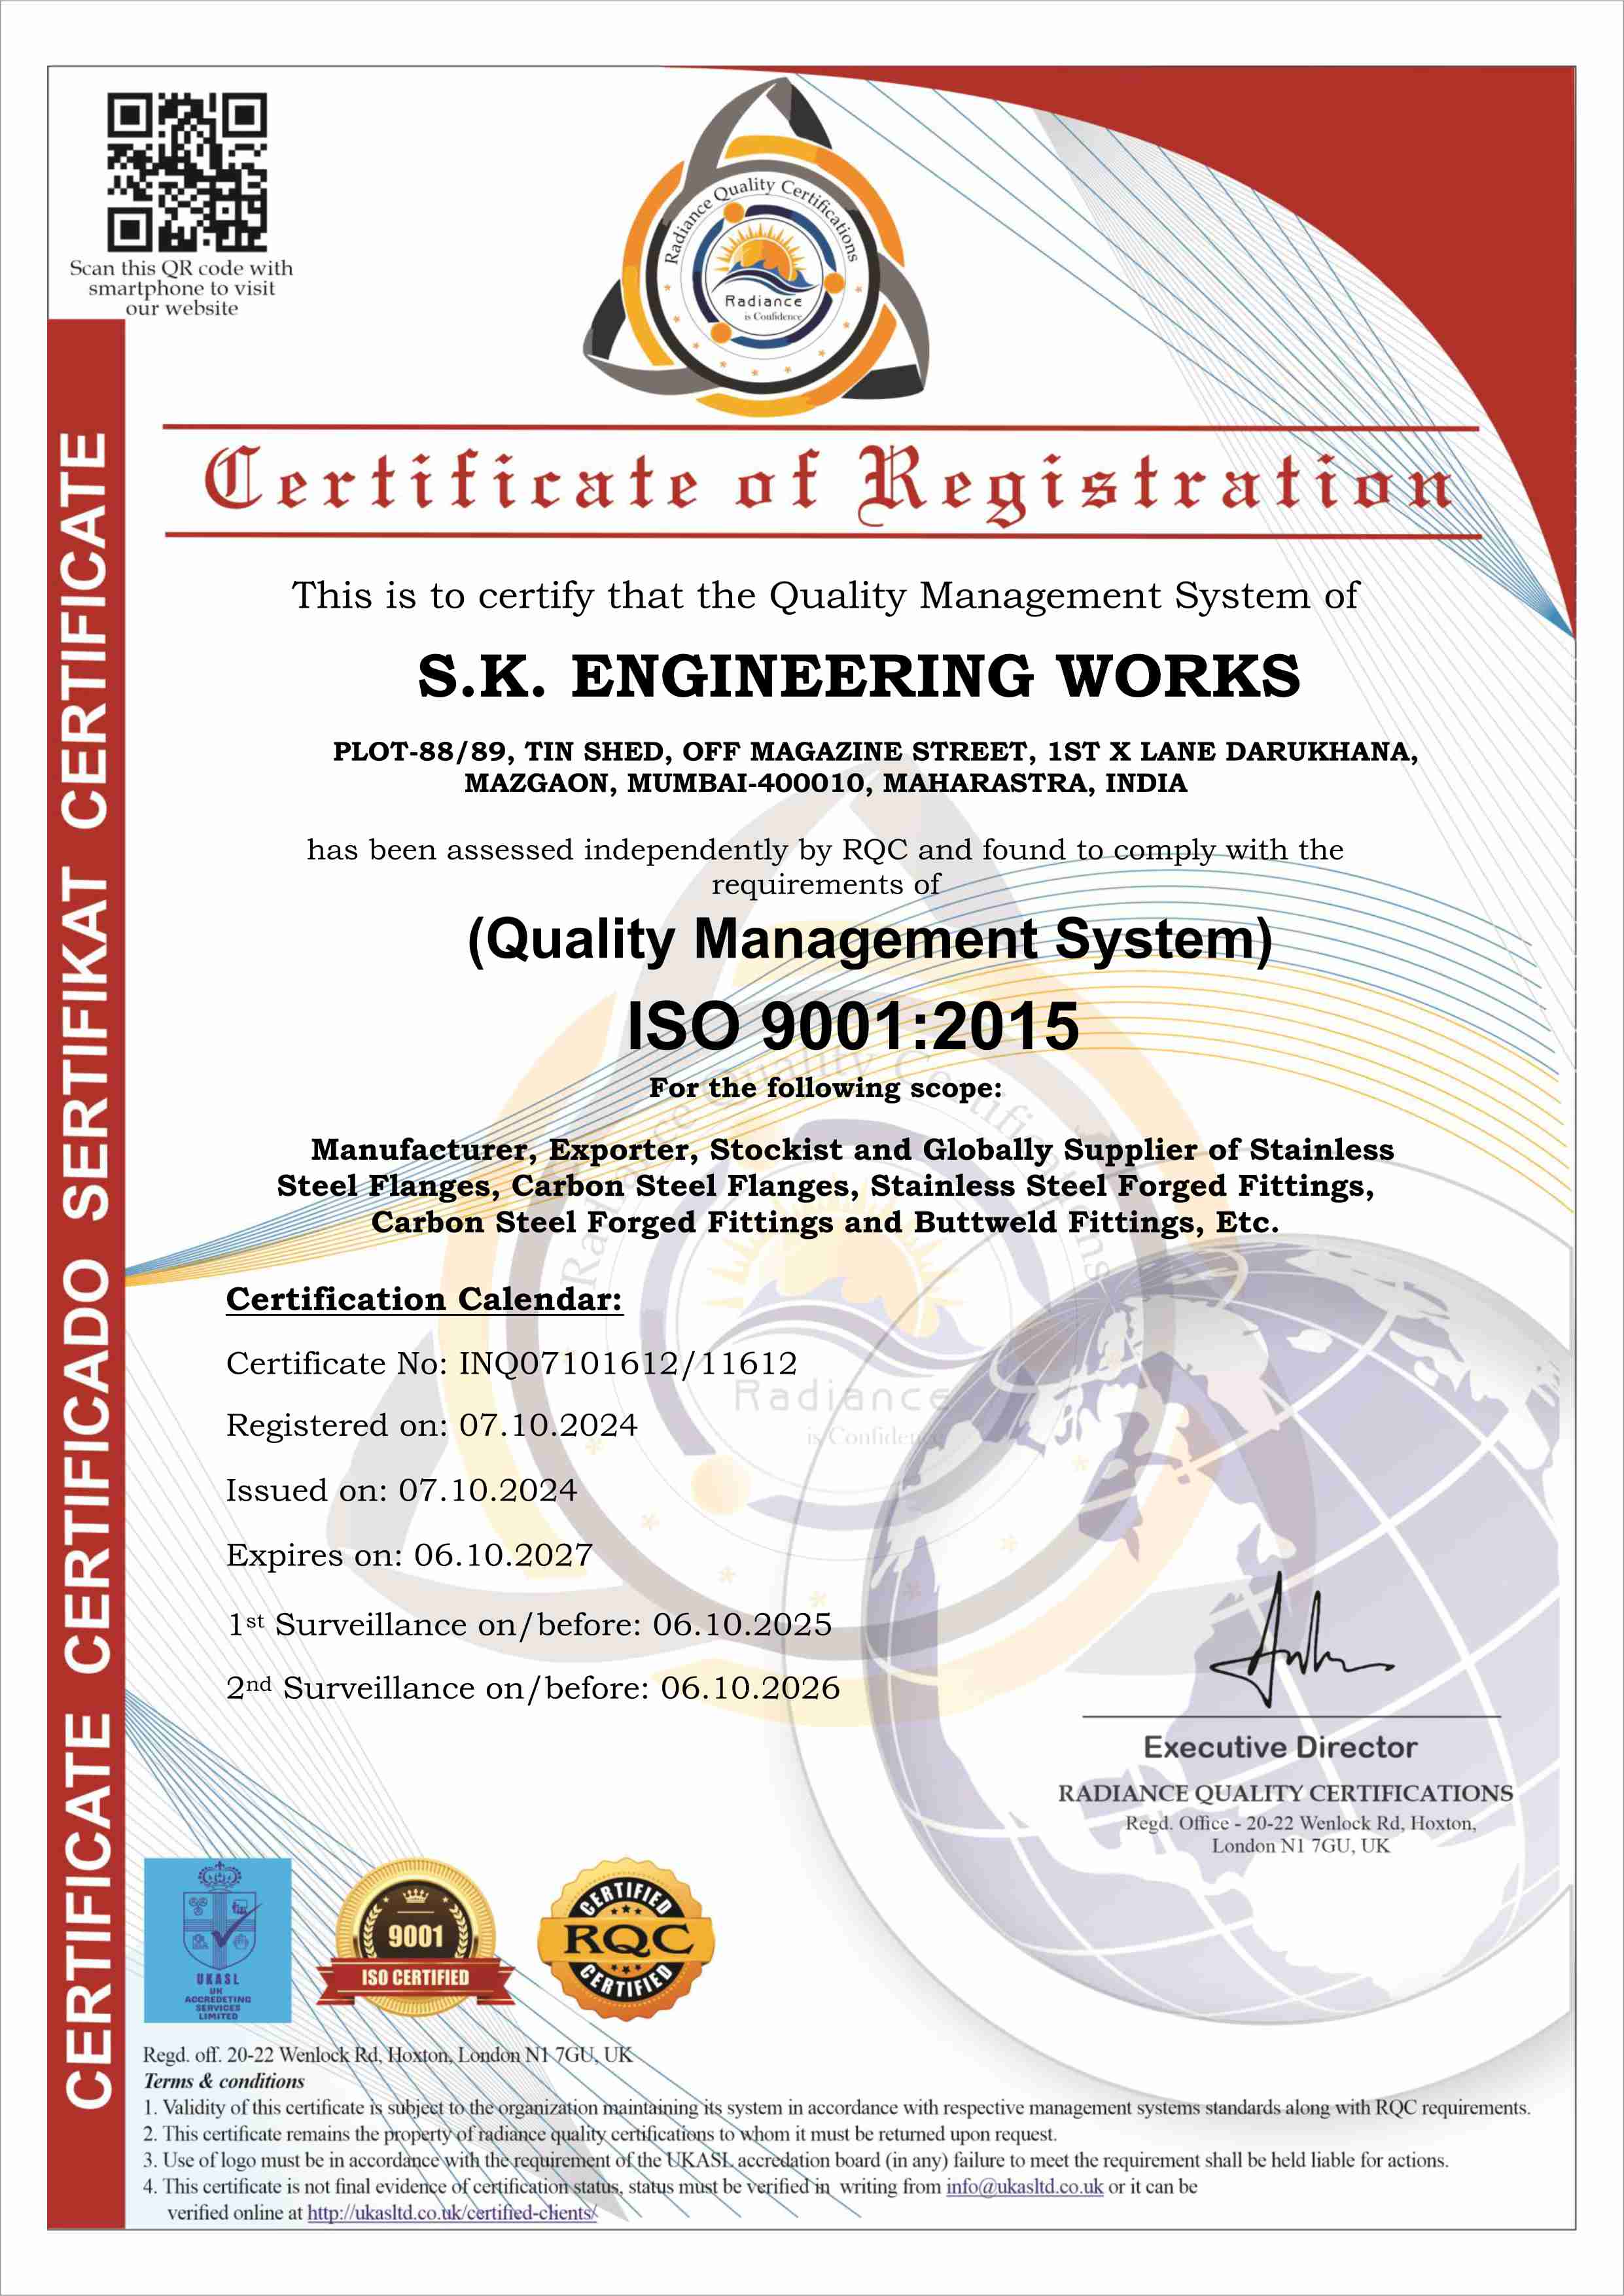 Scan this QR code with
smartphone to visit
our website
Radiance Quality Certifications
Radiance
is Confidence
Certificate of Registration
This is to certify that the Quality Management System of
S.K. ENGINEERING WORKS
PLOT-88/89, TIN SHED, OFF MAGAZINE STREET, 1ST X LANE DARUKHANA,
MAZGAON, MUMBAI-400010, MAHARASTRA, INDIA
has been assessed independently by RQC and found to comply with the
requirements of
(Quality Management System)
ISO 9001:2015
For the following scope:
Manufacturer, Exporter, Stockist and Globally Supplier of Stainless
Steel Flanges, Carbon Steel Flanges, Stainless Steel Forged Fittings,
Carbon Steel Forged Fittings and Buttweld Fittings, Etc.
Certification Calendar:
Certificate No: INQ07101612/11612
Registered on: 07.10.2024
Issued on: 07.10.2024
Expires on: 06.10.2027
1st Surveillance on/before: 06.10.2025
2nd Surveillance on/before: 06.10.2026
Radiance Quality Certifications
Radiance
is Confidence
Executive Director
RADIANCE QUALITY CERTIFICATIONS
Regd. Office - 20-22 Wenlock Rd, Hoxton,
London N1 7GU, UK
CERTIFICATE CERTIFICADO SERTIFIKAT CERTIFICATE
UKASL
UK
ACCREDETING
SERVICES
LIMITED
9001
ISO CERTIFIED
CERTIFIED
RQC
CERTIFIED
Regd. off. 20-22 Wenlock Rd, Hoxton, London N1 7GU, UK
Terms & conditions
1. Validity of this certificate is subject to the organization maintaining its system in accordance with respective management systems standards along with RQC requirements.
2. This certificate remains the property of radiance quality certifications to whom it must be returned upon request.
3. Use of logo must be in accordance with the requirement of the UKASL accredation board (in any) failure to meet the requirement shall be held liable for actions.
4. This certificate is not final evidence of certification status, status must be verified in writing from info@ukasltd.co.uk or it can be
verified online at http://ukasltd.co.uk/certified-clients/